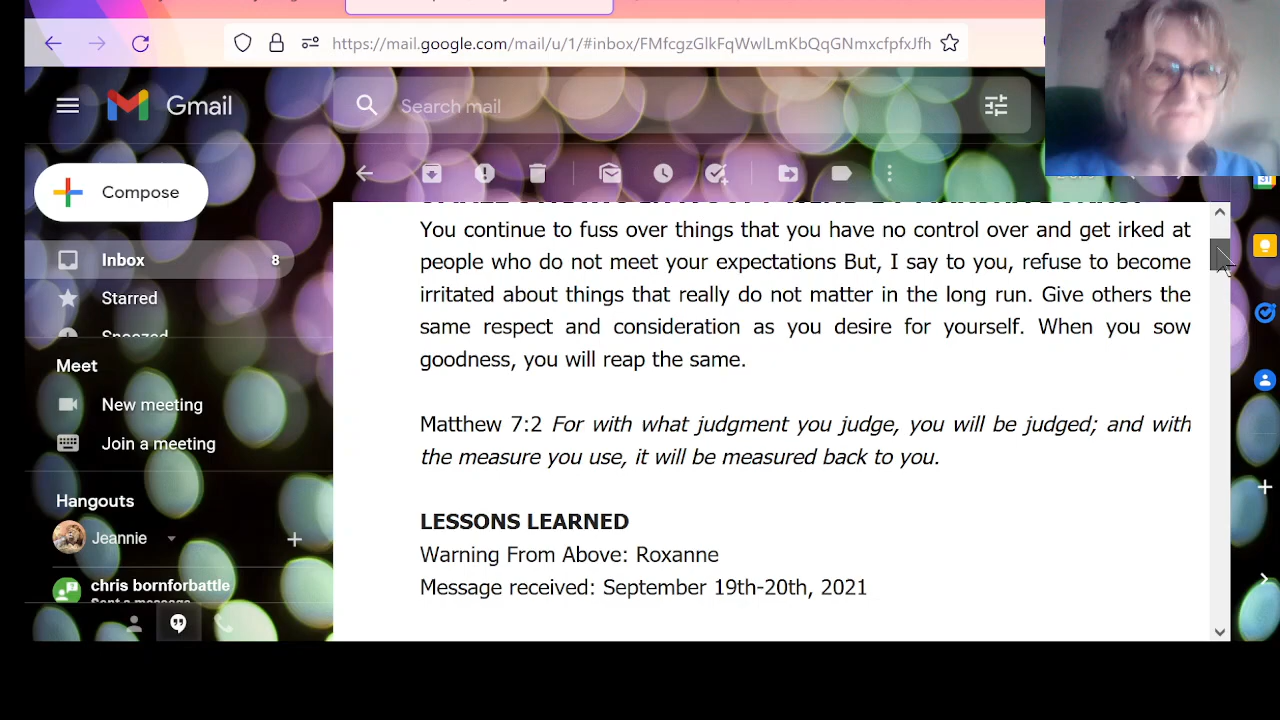 https://mail.google.com/mail/u/1/#inbox/FMfcgzGlkFqWwlLmKbQqGNmxcfpfxJfh
Gmail
Search mail
Compose
Inbox 8
Starred
Snoozed
Meet
New meeting
Join a meeting
Hangouts
Jeannie
chris bornforbattle
Sent a message
You continue to fuss over things that you have no control over and get irked at
people who do not meet your expectations But, I say to you, refuse to become
irritated about things that really do not matter in the long run. Give others the
same respect and consideration as you desire for yourself. When you sow
goodness, you will reap the same.
Matthew 7:2 For with what judgment you judge, you will be judged; and with
the measure you use, it will be measured back to you.
LESSONS LEARNED
Warning From Above: Roxanne
Message received: September 19th-20th, 2021
31